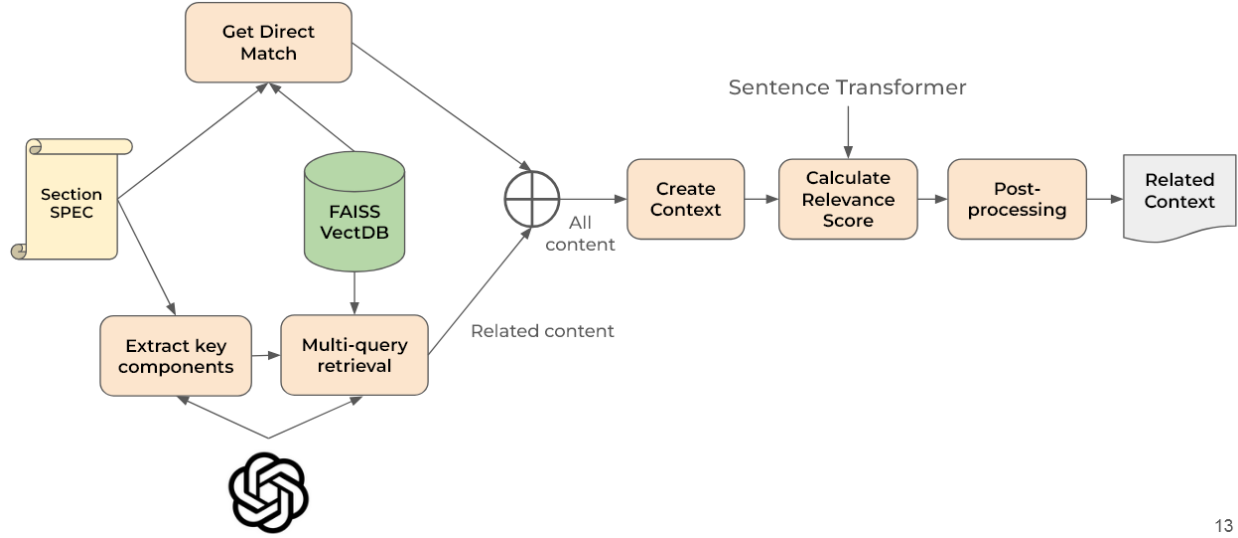 Get Direct
Match
Sentence Transformer
Section
SPEC
FAISS
VectDB
All
content
Create
Context
Calculate
Relevance
Score
Post-
processing
Related
Context
Extract key
components
Multi-query
retrieval
Related content
13